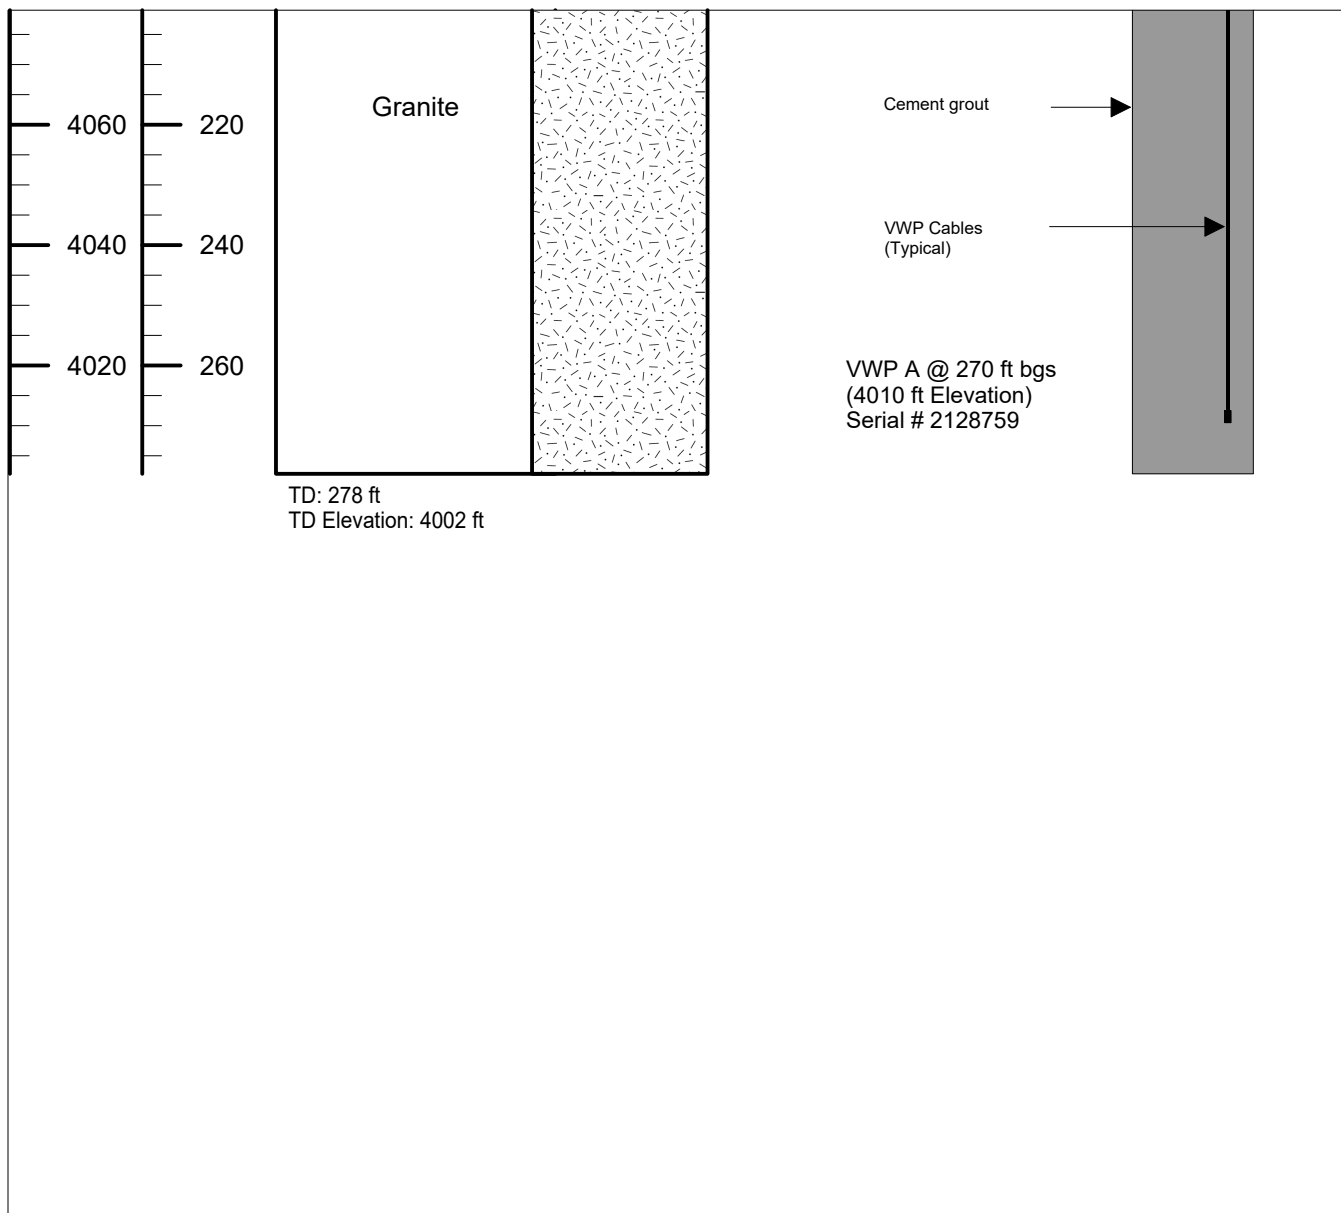 Granite
Cement grout
4060
220
VWP Cables
(Typical)
4040
240
4020
260
VWP A @ 270 ft bgs
(4010 ft Elevation)
Serial # 2128759
TD: 278 ft
TD Elevation: 4002 ft